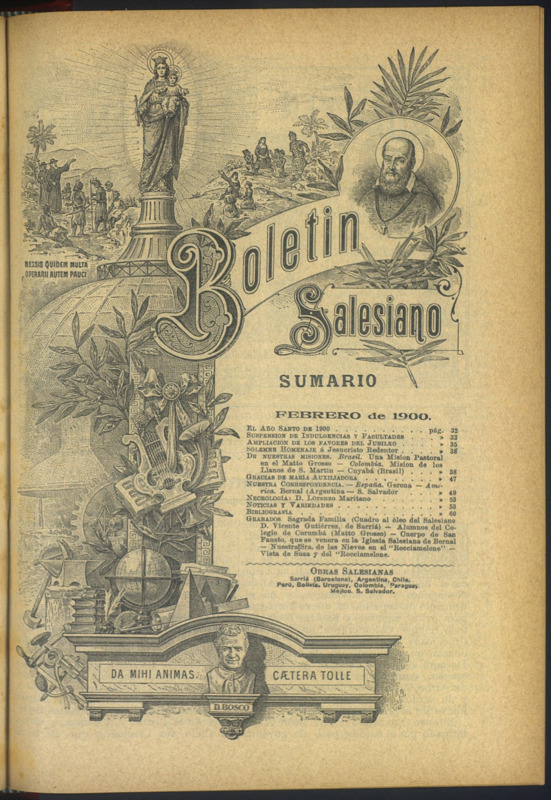 MESSIS QUIDEM MULTA
OPERARII AUTEM PAUCI
Boletin
Salesiano
SUMARIO
FEBRERO de 1900.
EL AÑO SANTO DE 1900 . . . . . . . . . . . . pág. 32
SUSPENSION DE INDULGENCIAS Y FACULTADES . . . » 33
AMPLIACION DE LOS FAVORES DEL JUBILEO . . . . » 35
SOLEMNE HOMENAJE á Jesucristo Redentor . . . . » 36
DE NUESTRAS MISIONES. Brasil. Una Mision Pastoral
en el Matto Grosso — Colombia. Mision de los
Llanos de S. Martin — Cuyabá (Brasil) . . . . » 38
GRACIAS DE MARIA AUXILIADORA . . . . . . . . » 47
NUESTRA CORRESPONDENCIA. — España. Gerona — Amé-
rica. Bernal (Argentina — S. Salvador . . . . » 49
NECROLOGÍA: D. Lorenzo Maritano . . . . . . . » 53
NOTICIAS Y VARIEDADES . . . . . . . . . . . . » 58
BIBLIOGRAFIA . . . . . . . . . . . . . . . . » 60
GRABADOS. Sagrada Familia (Cuadro al óleo del Salesiano
D. Vicente Gutiérrez, de Sarriá) — Alumnos del Co-
legio de Corumbá (Matto Grosso) — Cuerpo de San
Fausto, que se venera en la Iglesia Salesiana de Bernal
— Nuestra Sra. de las Nieves en el "Rocciamelone" —
Vista de Susa y del "Rocciamelone.
OBRAS SALESIANAS
Sarriá (Barcelona), Argentina, Chile,
Perú, Bolivia, Uruguay, Colombia, Paraguay,
Méjico, S. Salvador.
DA MIHI ANIMAS. CÆTERA TOLLE
D. BOSCO